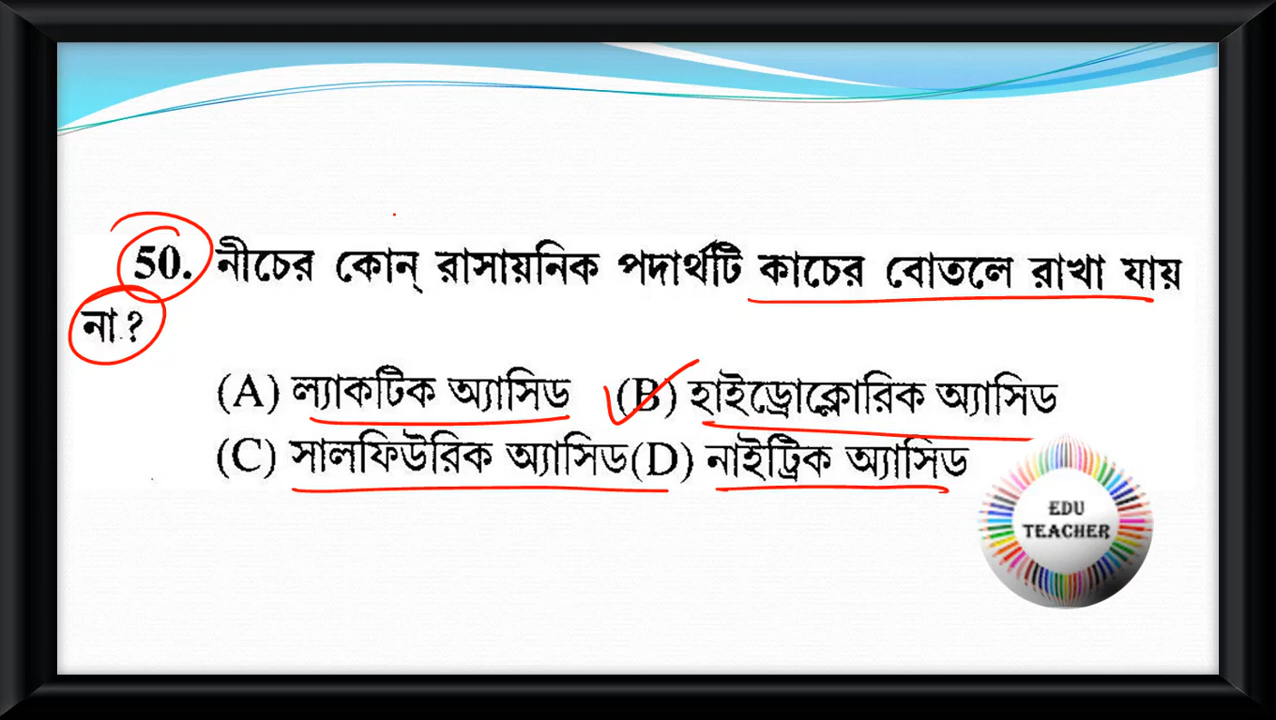 50. নীচের কোন্ রাসায়নিক পদার্থটি কাচের বোতলে রাখা যায়
না ?
(A) ল্যাকটিক অ্যাসিড (B) হাইড্রোক্লোরিক অ্যাসিড
(C) সালফিউরিক অ্যাসিড(D) নাইট্রিক অ্যাসিড
EDU
TEACHER